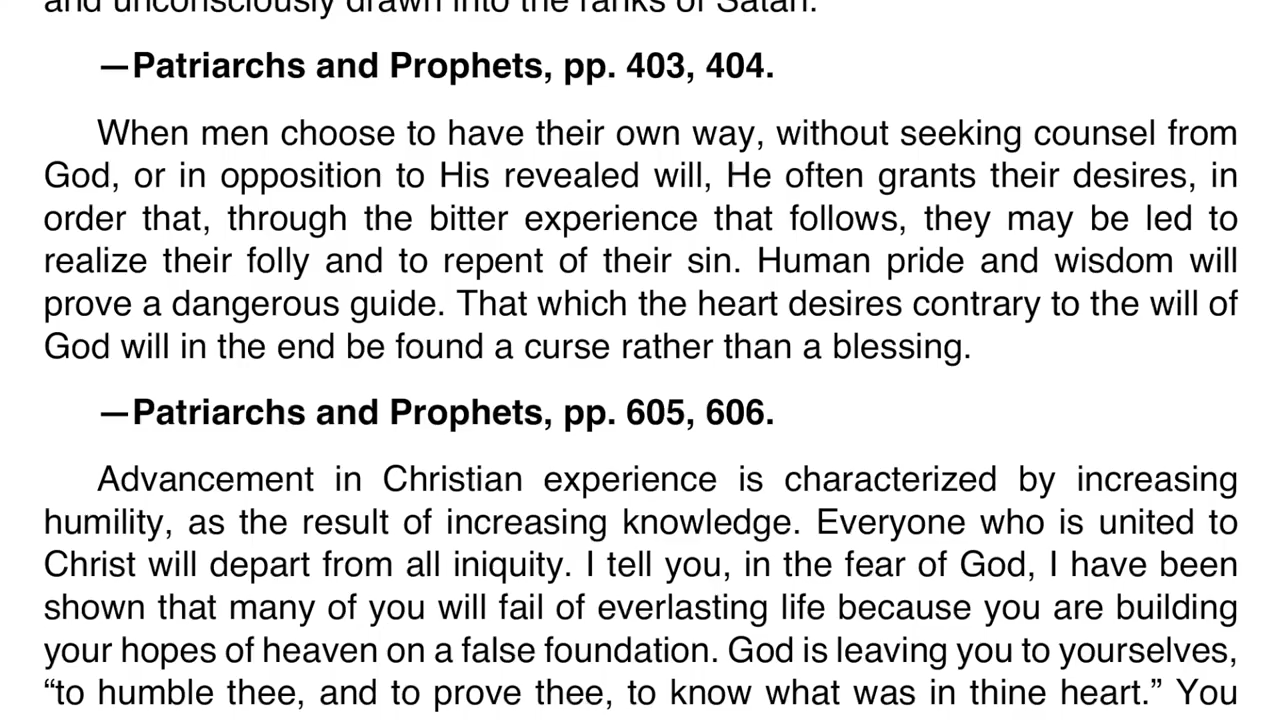 and unconsciously drawn into the ranks of Satan.
—Patriarchs and Prophets, pp. 403, 404.
When men choose to have their own way, without seeking counsel from
God, or in opposition to His revealed will, He often grants their desires, in
order that, through the bitter experience that follows, they may be led to
realize their folly and to repent of their sin. Human pride and wisdom will
prove a dangerous guide. That which the heart desires contrary to the will of
God will in the end be found a curse rather than a blessing.
—Patriarchs and Prophets, pp. 605, 606.
Advancement in Christian experience is characterized by increasing
humility, as the result of increasing knowledge. Everyone who is united to
Christ will depart from all iniquity. I tell you, in the fear of God, I have been
shown that many of you will fail of everlasting life because you are building
your hopes of heaven on a false foundation. God is leaving you to yourselves,
“to humble thee, and to prove thee, to know what was in thine heart.” You